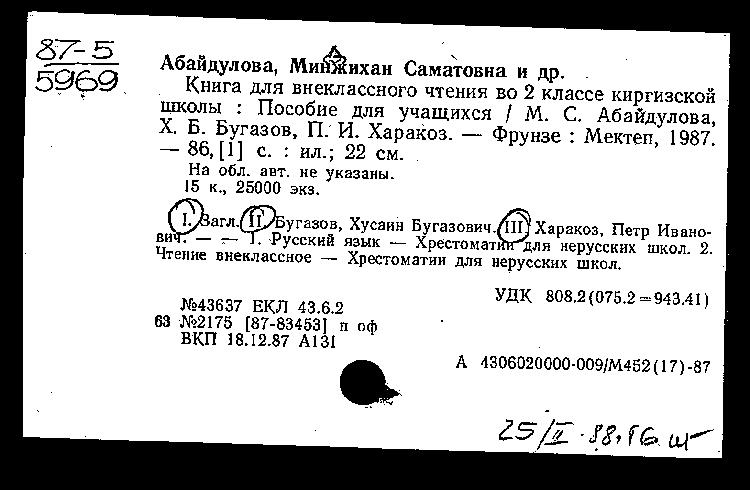 87-5
5969
Абайдулова, Минжихан Саматовна и др.
Книга для внеклассного чтения во 2 классе киргизской
школы : Пособие для учащихся / М. С. Абайдулова,
Х. Б. Бугазов, П. И. Харакоз. — Фрунзе : Мектеп, 1987.
— 86, [1] с. : ил.; 22 см.
На обл. авт. не указаны.
15 к., 25000 экз.
I. Загл. II. Бугазов, Хусаин Бугазович. III. Харакоз, Петр Ивано-
вич. — — 1. Русский язык — Хрестоматии для нерусских школ. 2.
Чтение внеклассное — Хрестоматии для нерусских школ.
УДК 808.2(075.2=943.41)
№43637 ЕКЛ 43.6.2
63 №2175 [87-83453] п оф
ВКП 18.12.87 А131
А 4306020000-009/М452(17)-87
25/II-88,